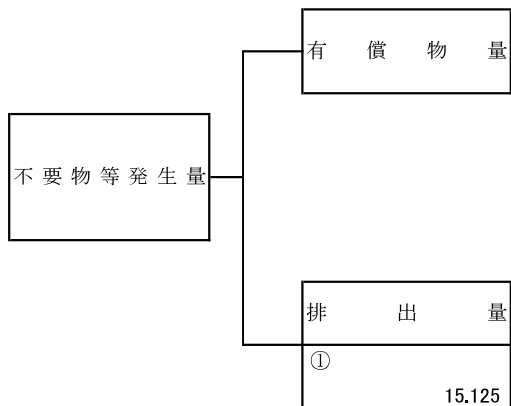 有償物量
不要物等発生量
排出量
①
15.125